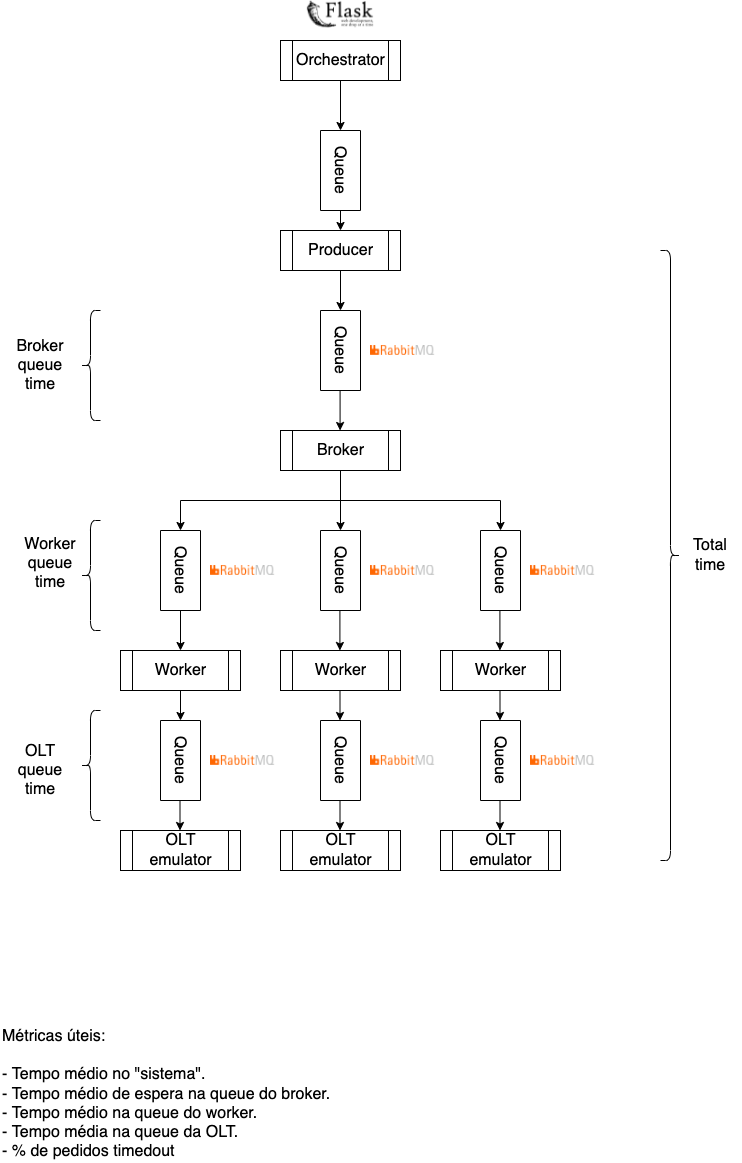 Flask
web development,
one drop at a time
Orchestrator
Queue
Producer
Broker
queue
time
Queue
RabbitMQ
Broker
Total
time
Worker
queue
time
Queue
RabbitMQ
Queue
RabbitMQ
Queue
RabbitMQ
Worker
Worker
Worker
OLT
queue
time
Queue
RabbitMQ
Queue
RabbitMQ
Queue
RabbitMQ
OLT
emulator
OLT
emulator
OLT
emulator
Métricas úteis:
- Tempo médio no "sistema".
- Tempo médio de espera na queue do broker.
- Tempo médio na queue do worker.
- Tempo média na queue da OLT.
- % de pedidos timedout